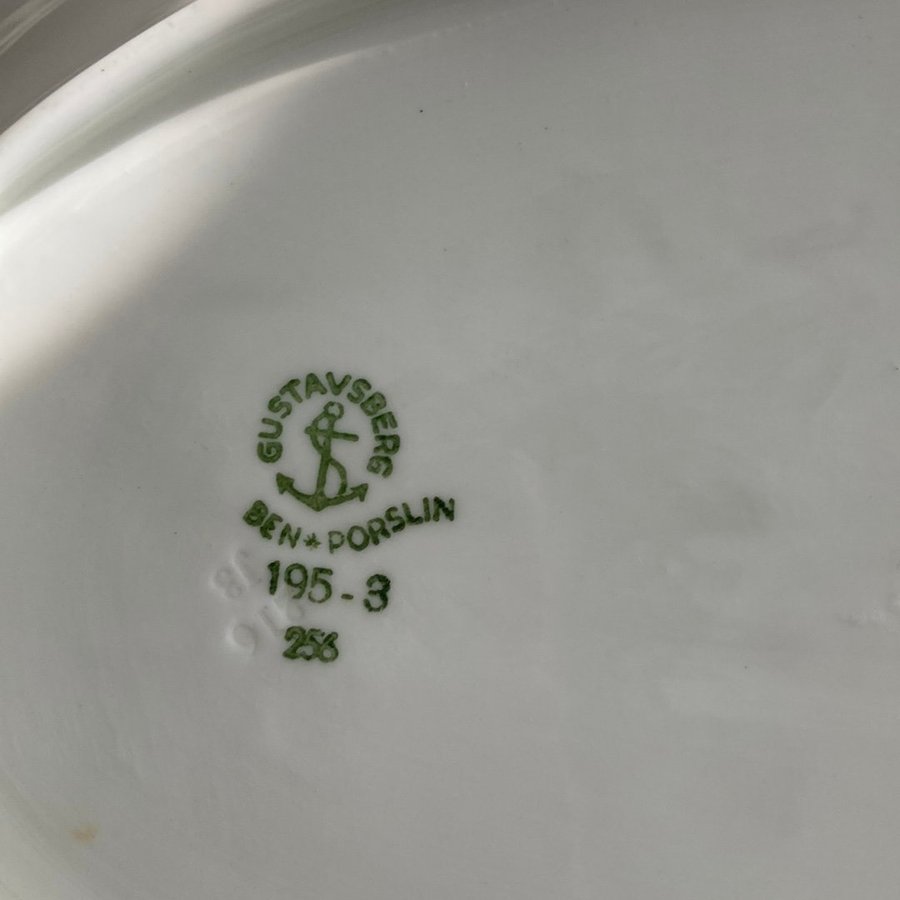 GUSTAVSBERG
BEN * PORSLIN
195 - 3
256